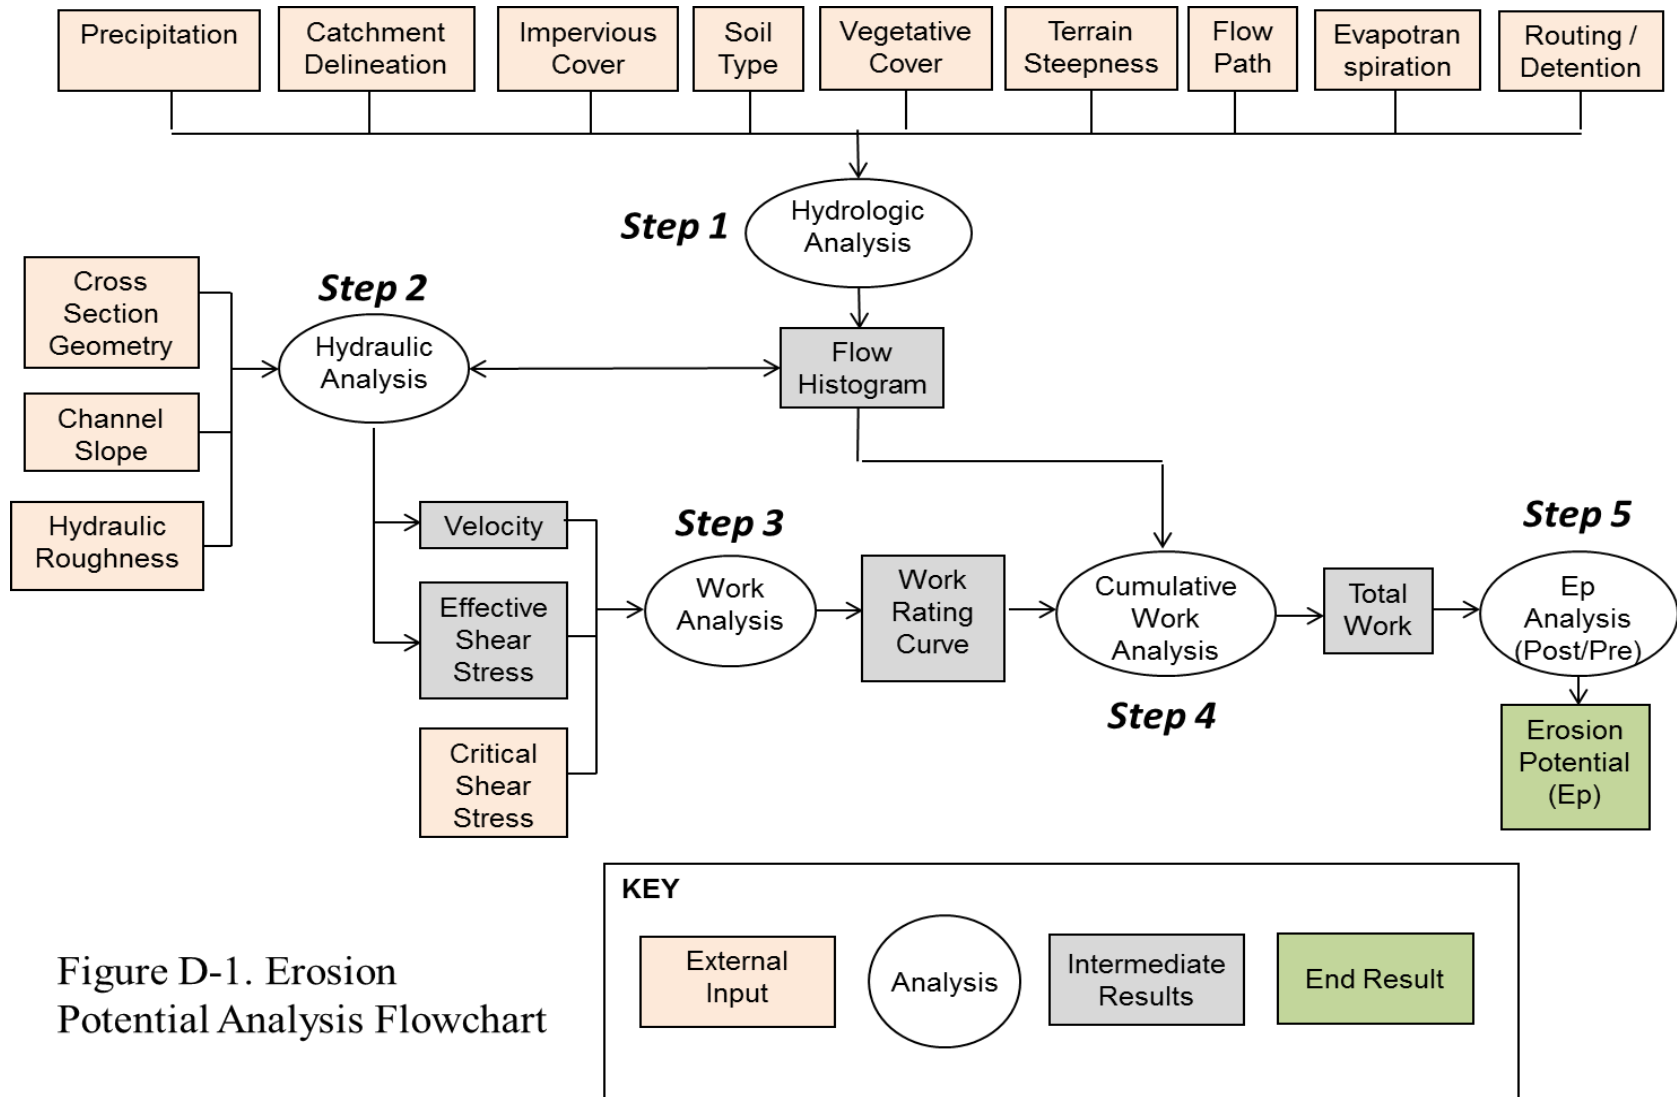 Precipitation
Catchment
Delineation
Impervious
Cover
Soil
Type
Vegetative
Cover
Terrain
Steepness
Flow
Path
Evapotran
spiration
Routing /
Detention
Step 1
Hydrologic
Analysis
Cross
Section
Geometry
Step 2
Hydraulic
Analysis
Flow
Histogram
Channel
Slope
Hydraulic
Roughness
Velocity
Effective
Shear
Stress
Critical
Shear
Stress
Step 3
Work
Analysis
Work
Rating
Curve
Cumulative
Work
Analysis
Step 4
Total
Work
Step 5
Ep
Analysis
(Post/Pre)
Erosion
Potential
(Ep)
KEY
External
Input
Analysis
Intermediate
Results
End Result
Figure D-1. Erosion
Potential Analysis Flowchart